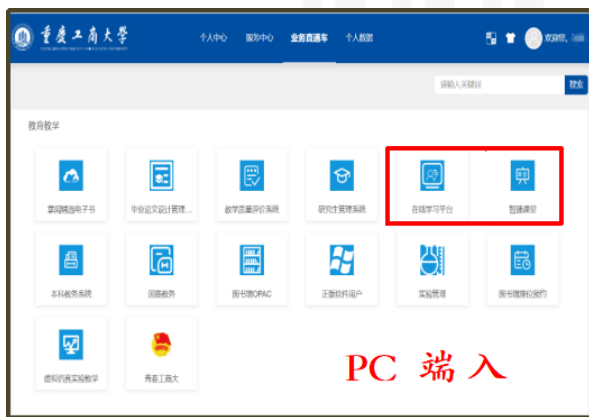 重庆工商大学
个人中心 服务中心 业务直通车 个人数据 欢迎您,
请输入关键词 搜索
教育教学
掌阅精选电子书 毕业论文设计管理... 教学质量评价系统 研究生管理系统 在线学习平台 智播课堂
本科教务系统 国商教务 图书馆OPAC 正版软件用户 实验管理 图书馆座位预约
虚拟仿真实验教学 青春工商大
PC 端入